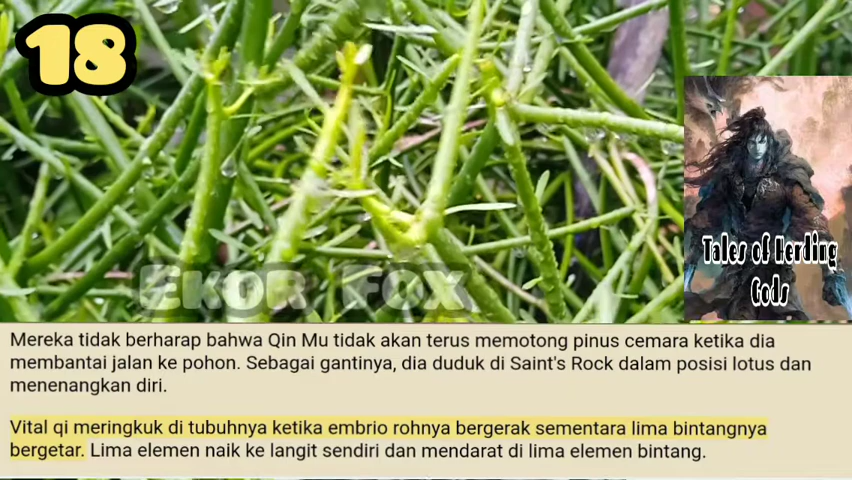 18
Tales of Herding
Gods
EKOR FOX
Mereka tidak berharap bahwa Qin Mu tidak akan terus memotong pinus cemara ketika dia
membantai jalan ke pohon. Sebagai gantinya, dia duduk di Saint's Rock dalam posisi lotus dan
menenangkan diri.
Vital qi meringkuk di tubuhnya ketika embrio rohnya bergerak sementara lima bintangnya
bergetar. Lima elemen naik ke langit sendiri dan mendarat di lima elemen bintang.